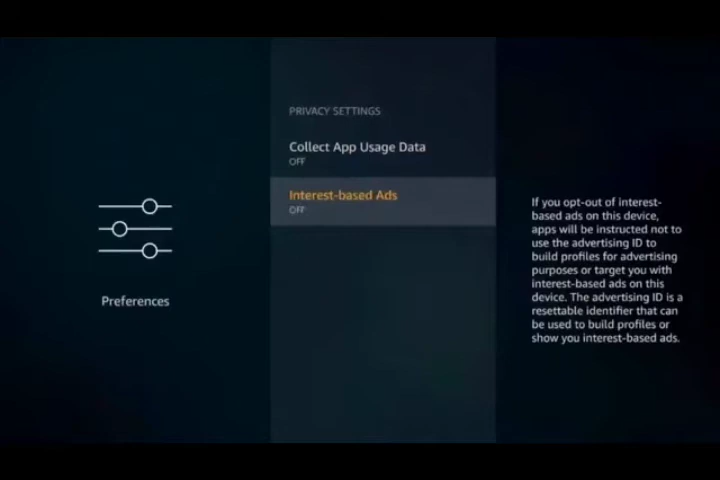 PRIVACY SETTINGS
Collect App Usage Data
OFF
Interest-based Ads
OFF
Preferences
If you opt-out of interest-
based ads on this device,
apps will be instructed not to
use the advertising ID to
build profiles for advertising
purposes or target you with
interest-based ads on this
device. The advertising ID is a
resettable identifier that can
be used to build profiles or
show you interest-based ads.